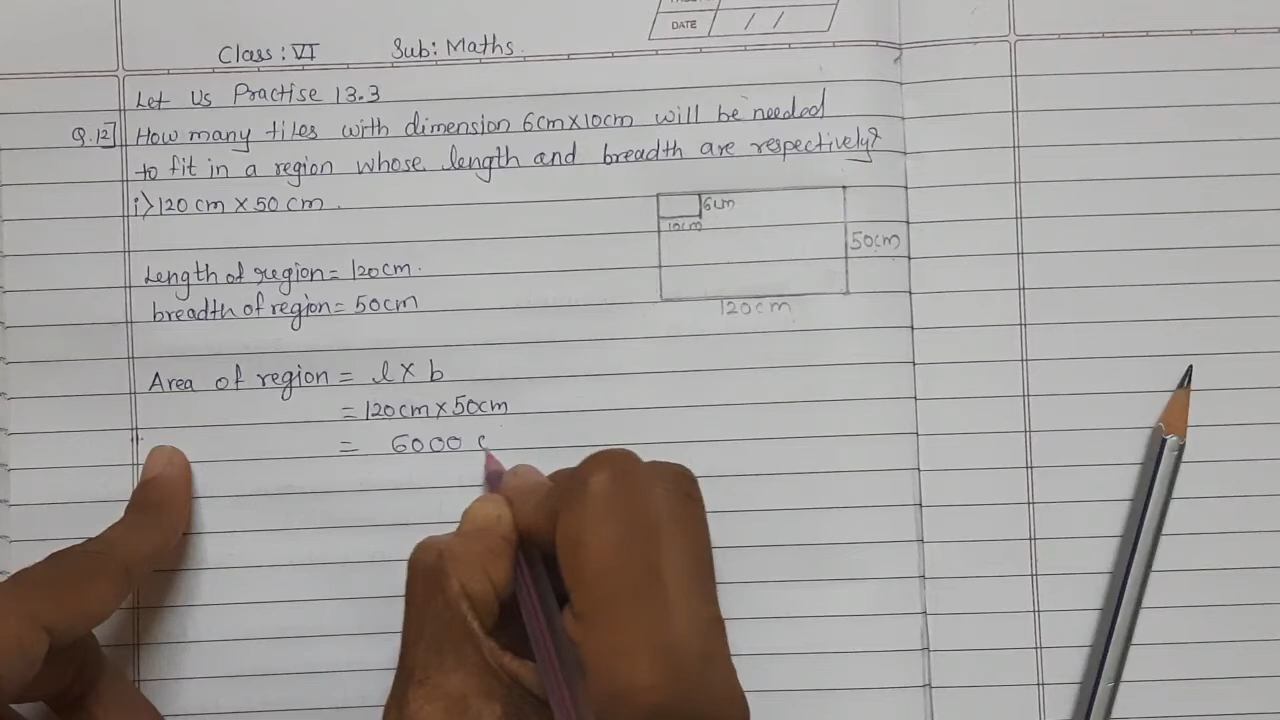 DATE / /
Class: VI Sub: Maths.
Let Us Practise 13.3
Q.12] How many tiles with dimension 6cm×10cm will be needed
to fit in a region whose length and breadth are respectively?
i) 120 cm × 50 cm.
6cm
10cm
50cm
120cm
Length of region = 120cm.
breadth of region = 50cm
Area of region = l × b
= 120cm × 50cm
= 6000 c